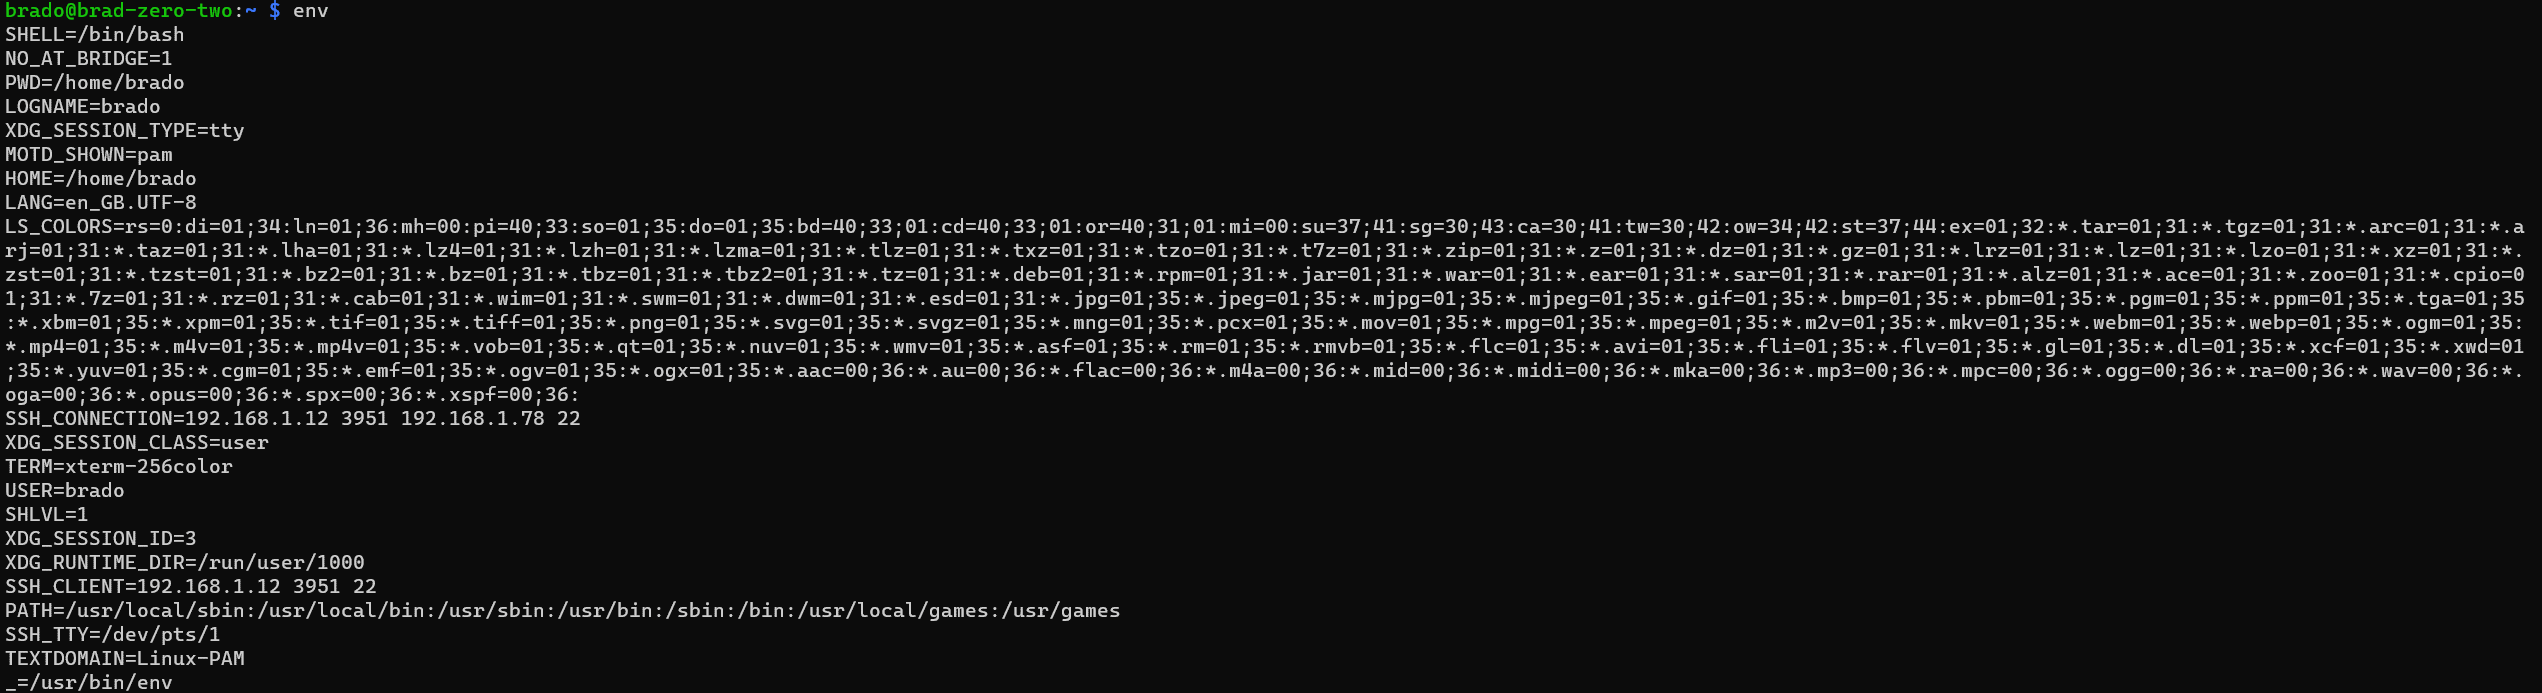 brado@brad-zero-two:~ $ env
SHELL=/bin/bash
NO_AT_BRIDGE=1
PWD=/home/brado
LOGNAME=brado
XDG_SESSION_TYPE=tty
MOTD_SHOWN=pam
HOME=/home/brado
LANG=en_GB.UTF-8
LS_COLORS=rs=0:di=01;34:ln=01;36:mh=00:pi=40;33:so=01;35:do=01;35:bd=40;33;01:cd=40;33;01:or=40;31;01:mi=00:su=37;41:sg=30;43:ca=30;41:tw=30;42:ow=34;42:st=37;44:ex=01;32:*.tar=01;31:*.tgz=01;31:*.arc=01;31:*.a
rj=01;31:*.taz=01;31:*.lha=01;31:*.lz4=01;31:*.lzh=01;31:*.lzma=01;31:*.tlz=01;31:*.txz=01;31:*.tzo=01;31:*.t7z=01;31:*.zip=01;31:*.z=01;31:*.dz=01;31:*.gz=01;31:*.lrz=01;31:*.lz=01;31:*.lzo=01;31:*.xz=01;31:*.
zst=01;31:*.tzst=01;31:*.bz2=01;31:*.bz=01;31:*.tbz=01;31:*.tbz2=01;31:*.tz=01;31:*.deb=01;31:*.rpm=01;31:*.jar=01;31:*.war=01;31:*.ear=01;31:*.sar=01;31:*.rar=01;31:*.alz=01;31:*.ace=01;31:*.zoo=01;31:*.cpio=0
1;31:*.7z=01;31:*.rz=01;31:*.cab=01;31:*.wim=01;31:*.swm=01;31:*.dwm=01;31:*.esd=01;31:*.jpg=01;35:*.jpeg=01;35:*.mjpg=01;35:*.mjpeg=01;35:*.gif=01;35:*.bmp=01;35:*.pbm=01;35:*.pgm=01;35:*.ppm=01;35:*.tga=01;35
:*.xbm=01;35:*.xpm=01;35:*.tif=01;35:*.tiff=01;35:*.png=01;35:*.svg=01;35:*.svgz=01;35:*.mng=01;35:*.pcx=01;35:*.mov=01;35:*.mpg=01;35:*.mpeg=01;35:*.m2v=01;35:*.mkv=01;35:*.webm=01;35:*.webp=01;35:*.ogm=01;35:
*.mp4=01;35:*.m4v=01;35:*.mp4v=01;35:*.vob=01;35:*.qt=01;35:*.nuv=01;35:*.wmv=01;35:*.asf=01;35:*.rm=01;35:*.rmvb=01;35:*.flc=01;35:*.avi=01;35:*.fli=01;35:*.flv=01;35:*.gl=01;35:*.dl=01;35:*.xcf=01;35:*.xwd=01
;35:*.yuv=01;35:*.cgm=01;35:*.emf=01;35:*.ogv=01;35:*.ogx=01;35:*.aac=00;36:*.au=00;36:*.flac=00;36:*.m4a=00;36:*.mid=00;36:*.midi=00;36:*.mka=00;36:*.mp3=00;36:*.mpc=00;36:*.ogg=00;36:*.ra=00;36:*.wav=00;36:*.
oga=00;36:*.opus=00;36:*.spx=00;36:*.xspf=00;36:
SSH_CONNECTION=192.168.1.12 3951 192.168.1.78 22
XDG_SESSION_CLASS=user
TERM=xterm-256color
USER=brado
SHLVL=1
XDG_SESSION_ID=3
XDG_RUNTIME_DIR=/run/user/1000
SSH_CLIENT=192.168.1.12 3951 22
PATH=/usr/local/sbin:/usr/local/bin:/usr/sbin:/usr/bin:/sbin:/bin:/usr/local/games:/usr/games
SSH_TTY=/dev/pts/1
TEXTDOMAIN=Linux-PAM
_=/usr/bin/env